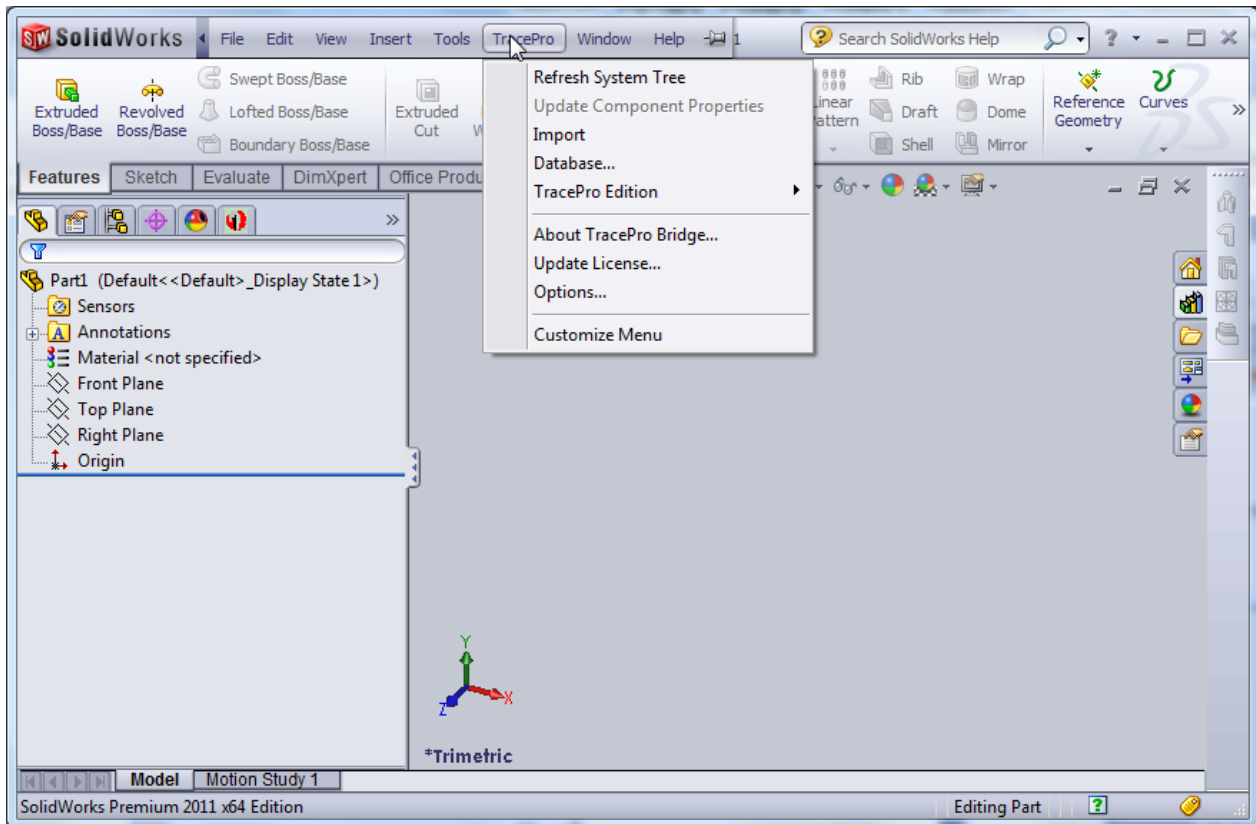 SolidWorks File Edit View Insert Tools TracePro Window Help 1 Search SolidWorks Help ?
Extruded Boss/Base
Revolved Boss/Base
Swept Boss/Base
Lofted Boss/Base
Boundary Boss/Base
Extruded Cut
Rib
Draft
Shell
Wrap
Dome
Mirror
Reference Geometry
Curves
Features Sketch Evaluate DimXpert Office Produ
Refresh System Tree
Update Component Properties
Import
Database...
TracePro Edition
About TracePro Bridge...
Update License...
Options...
Customize Menu
Part1 (Default<<Default>_Display State 1>)
Sensors
Annotations
Material <not specified>
Front Plane
Top Plane
Right Plane
Origin
Y
X
Z
*Trimetric
Model Motion Study 1
SolidWorks Premium 2011 x64 Edition Editing Part ?